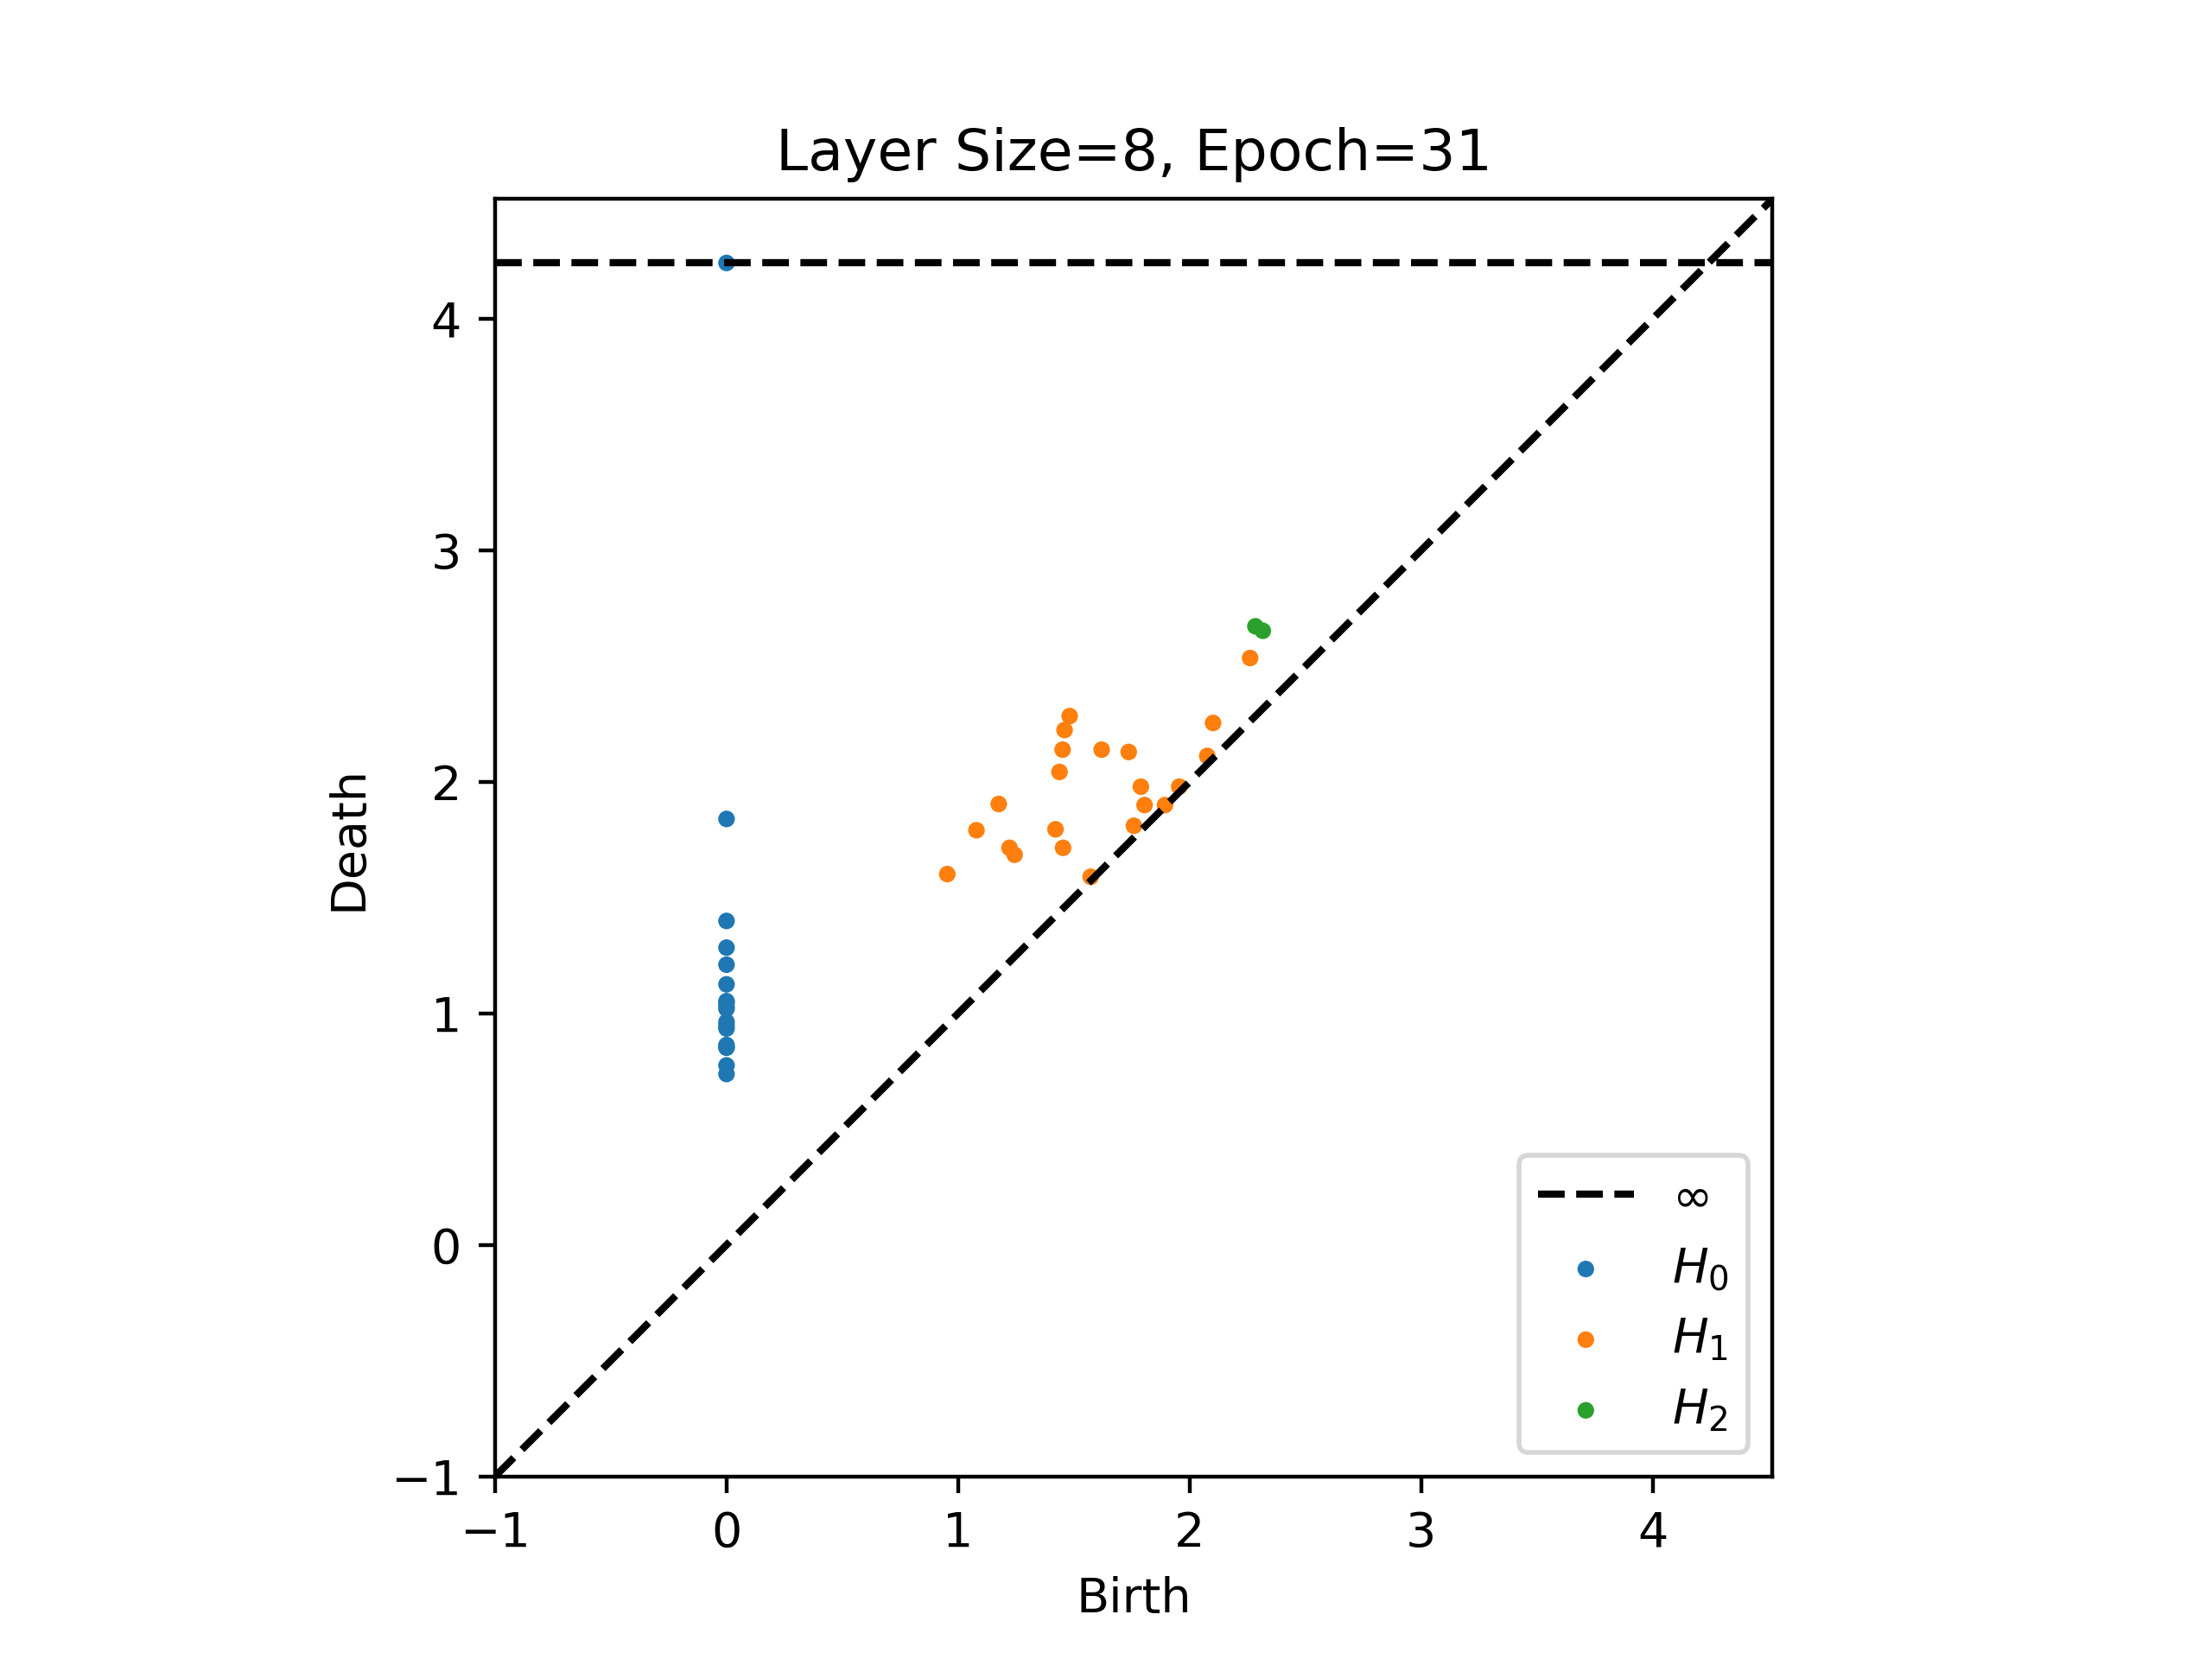 Layer Size=8, Epoch=31
Death
4
3
2
1
0
−1
−1 0 1 2 3 4
Birth
∞
H₀
H₁
H₂